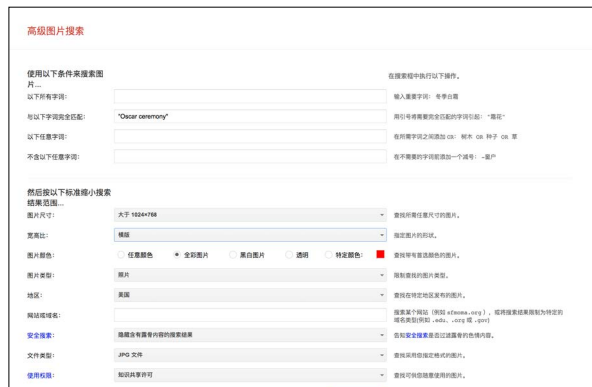 高级图片搜索
使用以下条件来搜索图
片...
在搜索框中执行以下操作。
以下所有字词:
输入重要字词: 冬季白霜
与以下字词完全匹配:
"Oscar ceremony"
用引号将需要完全匹配的字词引起: "霜花"
以下任意字词:
在所需字词之间添加 OR: 树木 OR 种子 OR 草
不含以下任意字词:
在不需要的字词前添加一个减号: -窗户
然后按以下标准缩小搜索
结果范围...
图片尺寸:
大于 1024×768
查找所需任意尺寸的图片。
宽高比:
横版
指定图片的形状。
图片颜色:
任意颜色 全彩图片 黑白图片 透明 特定颜色:
查找带有首选颜色的图片。
图片类型:
照片
限制查找的图片类型。
地区:
美国
查找在特定地区发布的图片。
网站或域名:
搜索某个网站 (例如 sfmoma.org ), 或将搜索结果限制为特定的
域名类型(例如 .edu、.org 或 .gov)
安全搜索:
隐藏含有露骨内容的搜索结果
告知安全搜索是否过滤露骨的色情内容。
文件类型:
JPG 文件
查找采用您指定格式的图片。
使用权限:
知识共享许可
查找可供您随意使用的图片。